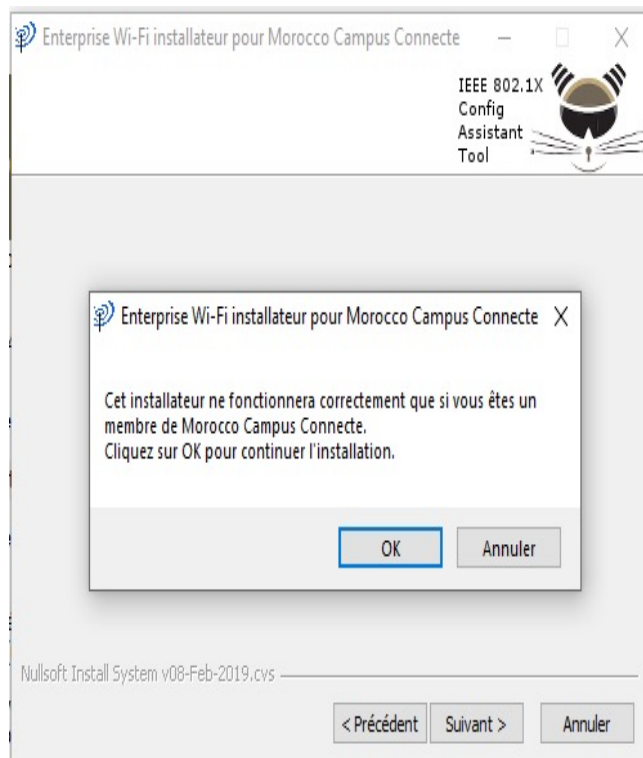 Enterprise Wi-Fi installateur pour Morocco Campus Connecte
IEEE 802.1X
Config
Assistant
Tool
Enterprise Wi-Fi installateur pour Morocco Campus Connecte
Cet installateur ne fonctionnera correctement que si vous êtes un
membre de Morocco Campus Connecte.
Cliquez sur OK pour continuer l'installation.
OK
Annuler
Nullsoft Install System v08-Feb-2019.cvs
< Précédent
Suivant >
Annuler